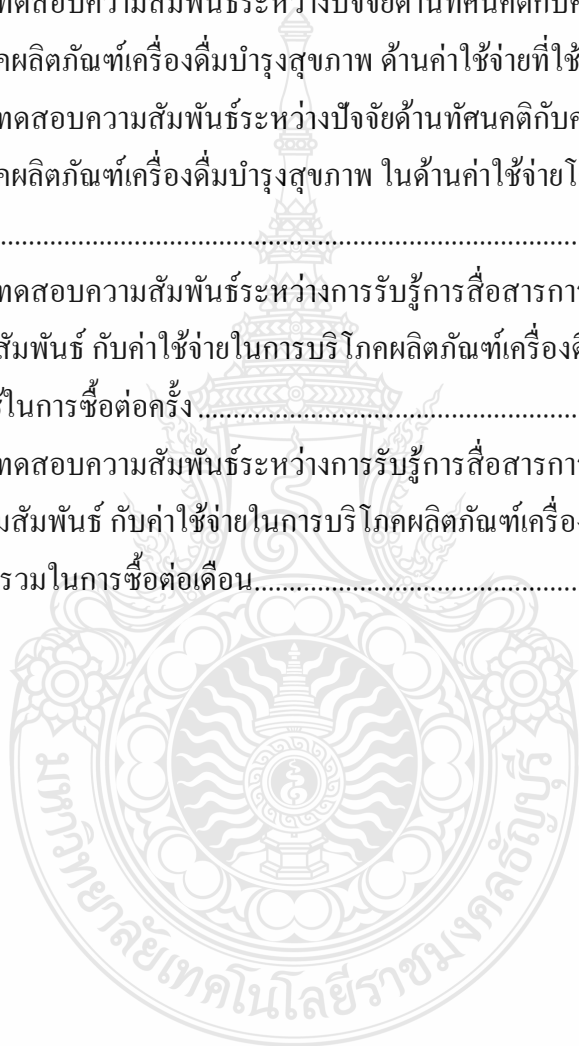 ทดสอบความสัมพันธ์ระหว่างปัจจัยด้านทัศนคติกับค
คผลิตภัณฑ์เครื่องดื่มบำรุงสุขภาพ ด้านค่าใช้จ่ายที่ใช้
ทดสอบความสัมพันธ์ระหว่างปัจจัยด้านทัศนคติกับค
คผลิตภัณฑ์เครื่องดื่มบำรุงสุขภาพ ในด้านค่าใช้จ่ายโ
................................................................................
ทดสอบความสัมพันธ์ระหว่างการรับรู้การสื่อสารการ
สัมพันธ์ กับค่าใช้จ่ายในการบริโภคผลิตภัณฑ์เครื่องดื
ช้ในการซื้อต่อครั้ง.....................................................
ทดสอบความสัมพันธ์ระหว่างการรับรู้การสื่อสารการ
มสัมพันธ์ กับค่าใช้จ่ายในการบริโภคผลิตภัณฑ์เครื่อง
รวมในการซื้อต่อเดือน.............................................
มหาวิทยาลัยเทคโนโลยีราชมงคลธัญบุรี